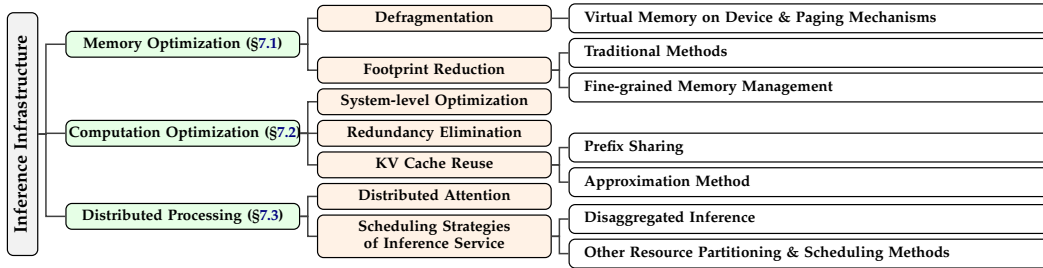 Inference Infrastructure
Memory Optimization (§7.1)
Defragmentation
Virtual Memory on Device & Paging Mechanisms
Footprint Reduction
Traditional Methods
Fine-grained Memory Management
Computation Optimization (§7.2)
System-level Optimization
Redundancy Elimination
KV Cache Reuse
Prefix Sharing
Approximation Method
Distributed Processing (§7.3)
Distributed Attention
Scheduling Strategies
of Inference Service
Disaggregated Inference
Other Resource Partitioning & Scheduling Methods